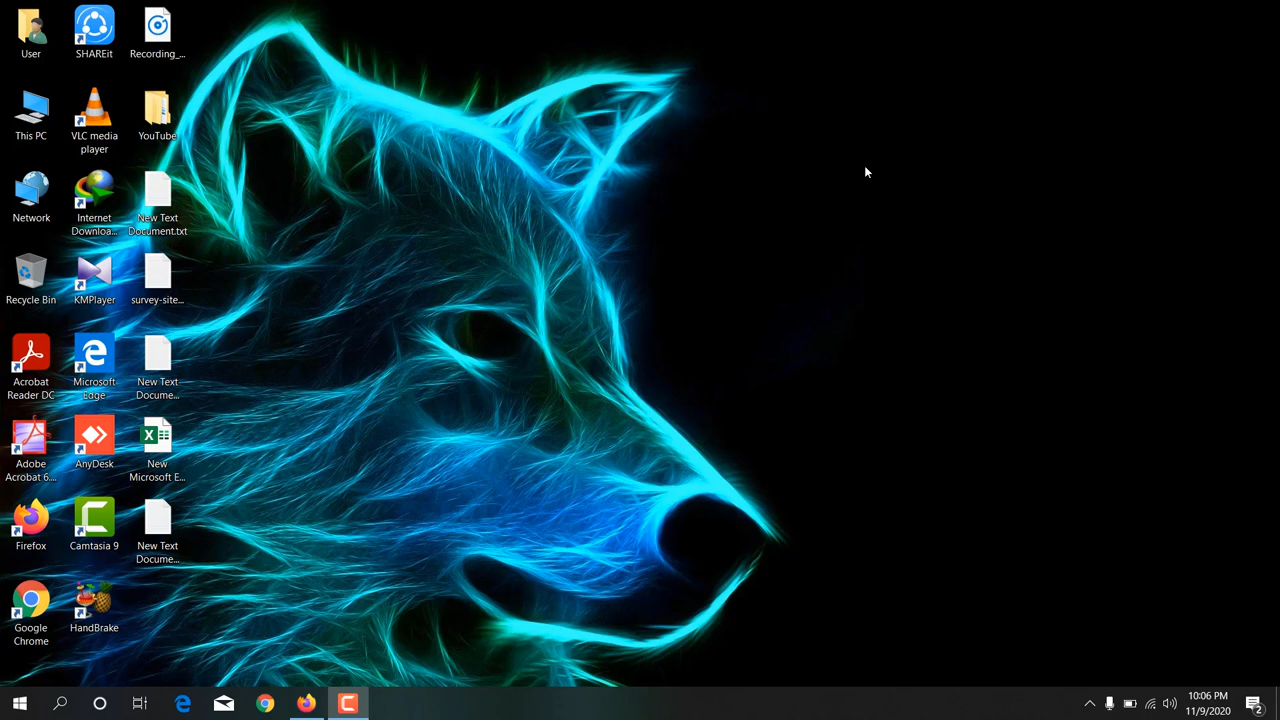 User
SHAREit
Recording_...
This PC
VLC media
player
YouTube
Network
Internet
Downloa...
New Text
Document.txt
Recycle Bin
KMPlayer
survey-site...
Acrobat
Reader DC
Microsoft
Edge
New Text
Docume...
Adobe
Acrobat 6....
AnyDesk
New
Microsoft E...
Firefox
Camtasia 9
New Text
Docume...
Google
Chrome
HandBrake
10:06 PM
11/9/2020
2